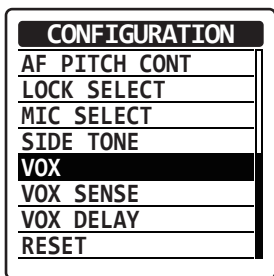 CONFIGURATION
AF PITCH CONT
LOCK SELECT
MIC SELECT
SIDE TONE
VOX
VOX SENSE
VOX DELAY
RESET